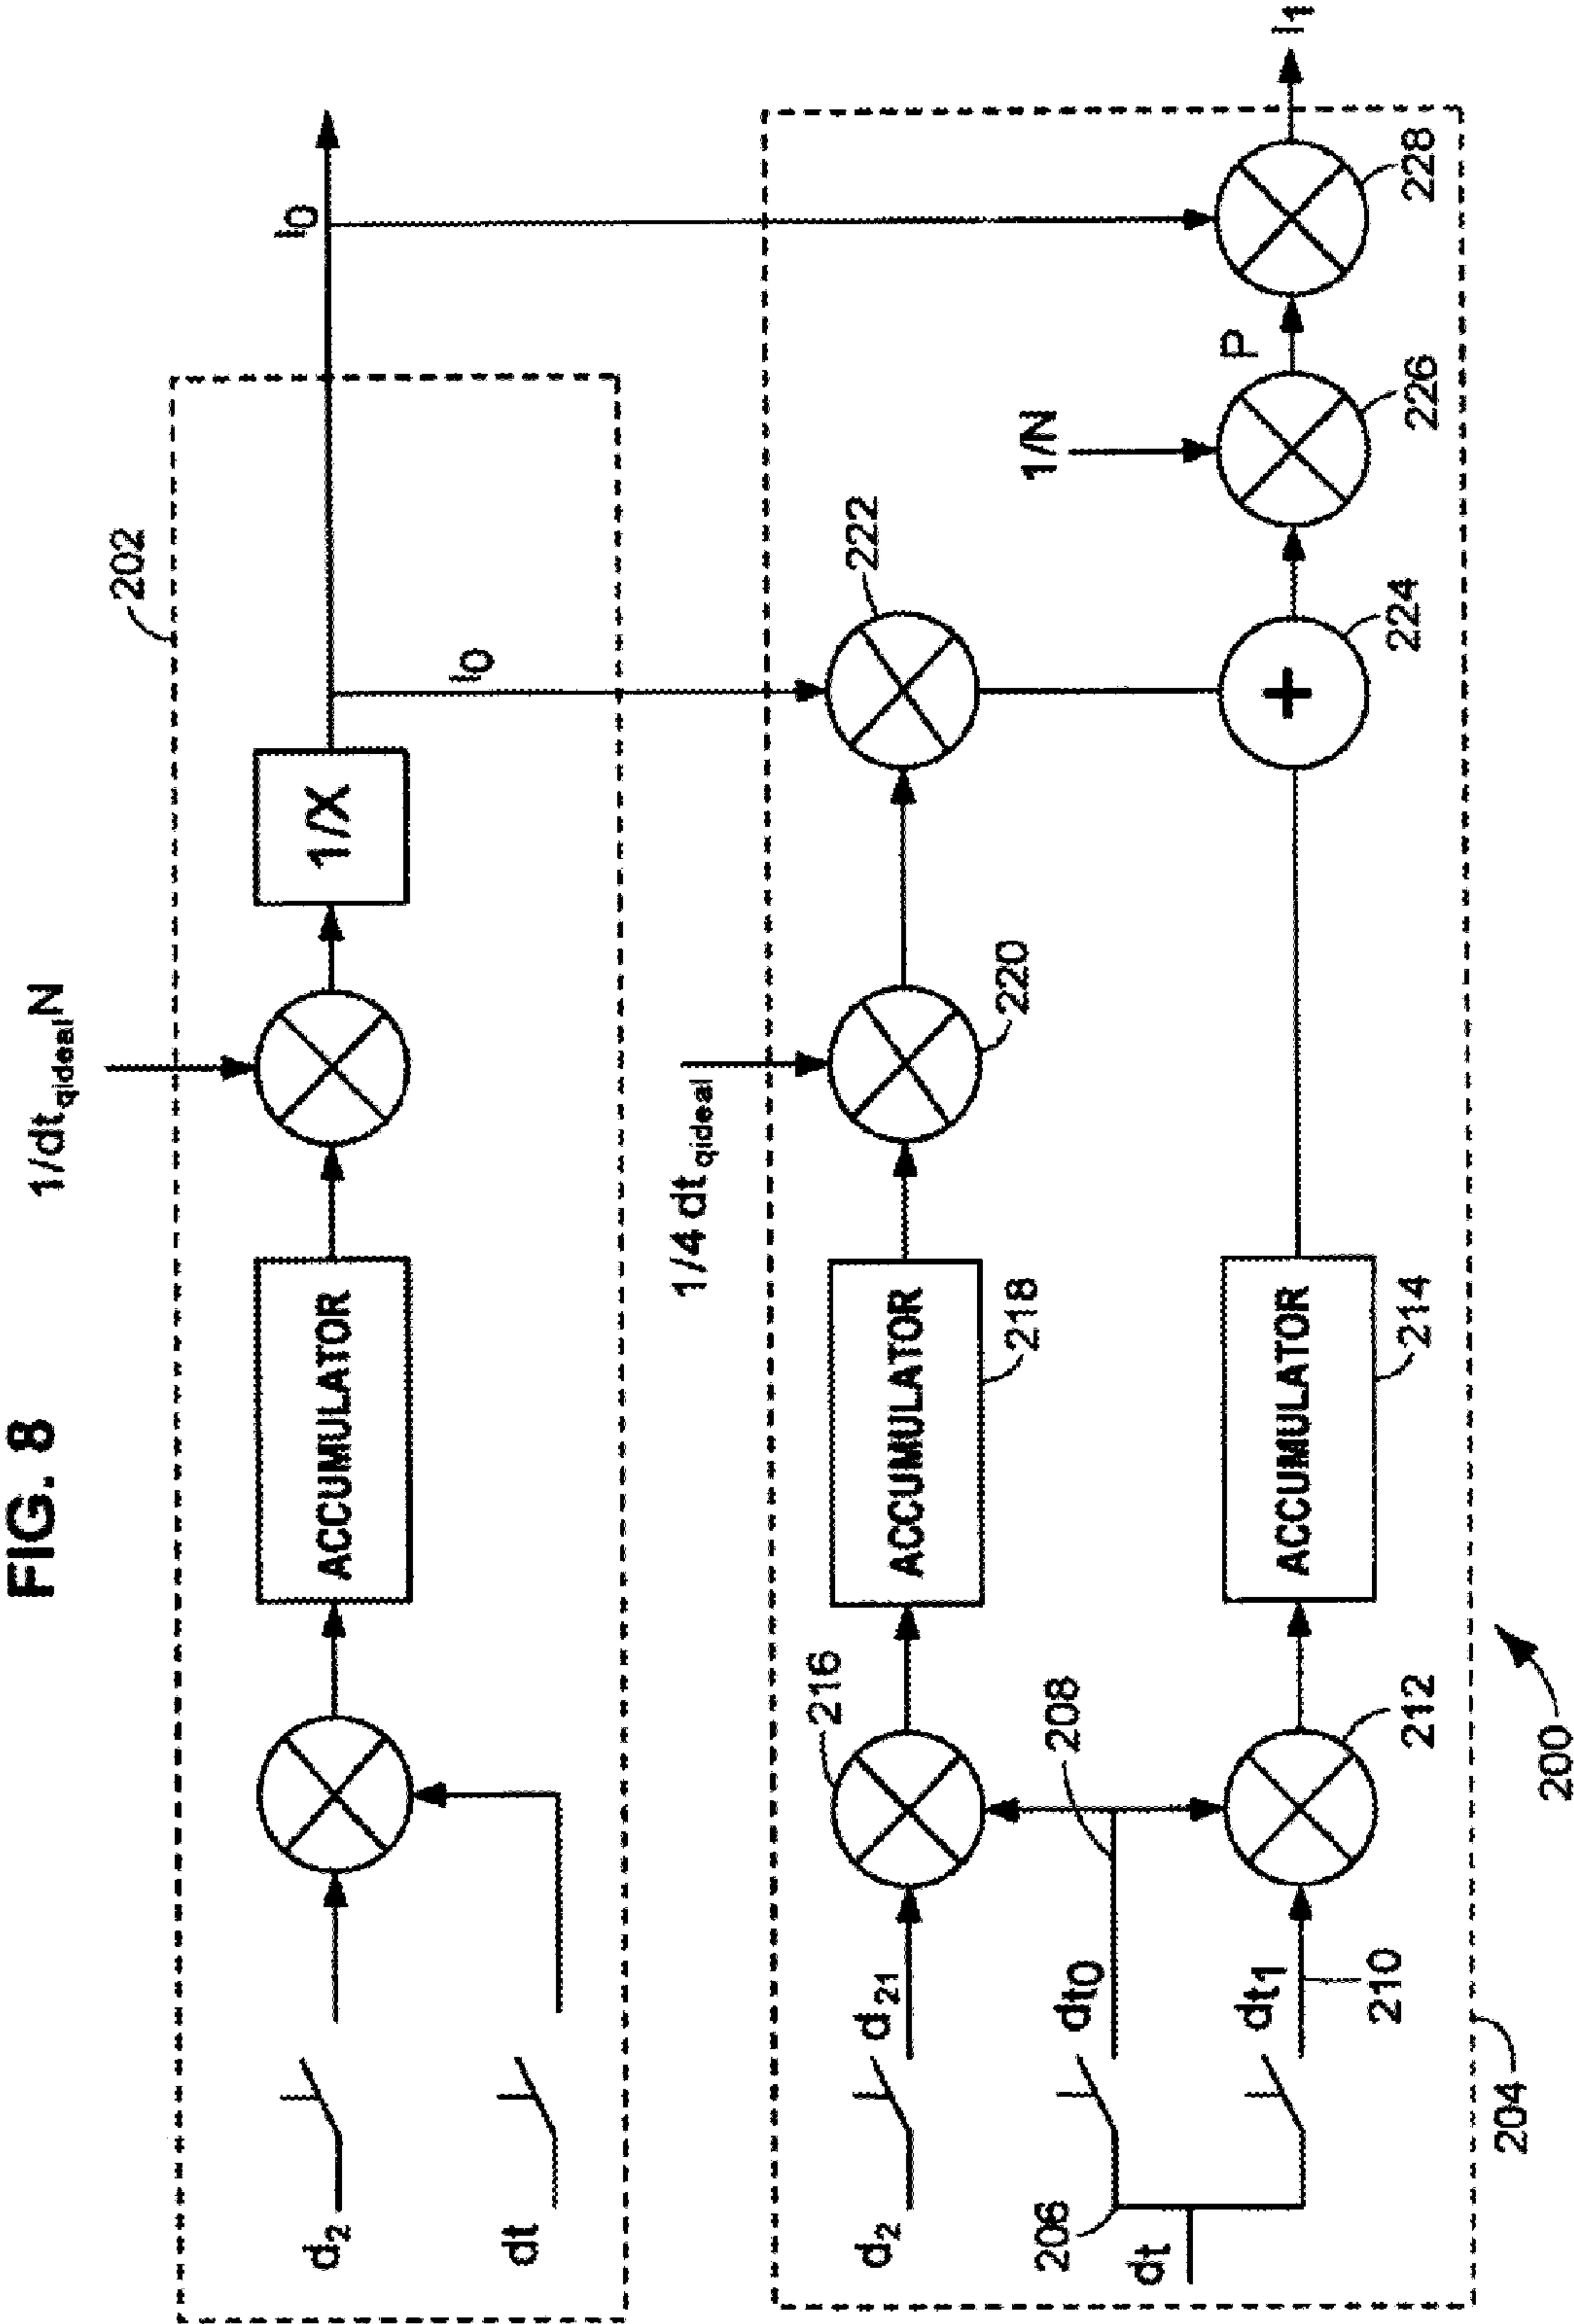 FIG. 8
1/dtqidealN
202
d2
dt
ACCUMULATOR
1/X
I0
I0
1/4 dtqideal
d2
d21
216
ACCUMULATOR
218
220
222
206
dt
dt0
208
dt1
210
212
ACCUMULATOR
214
224
1/N
226
P
228
I1
204
200